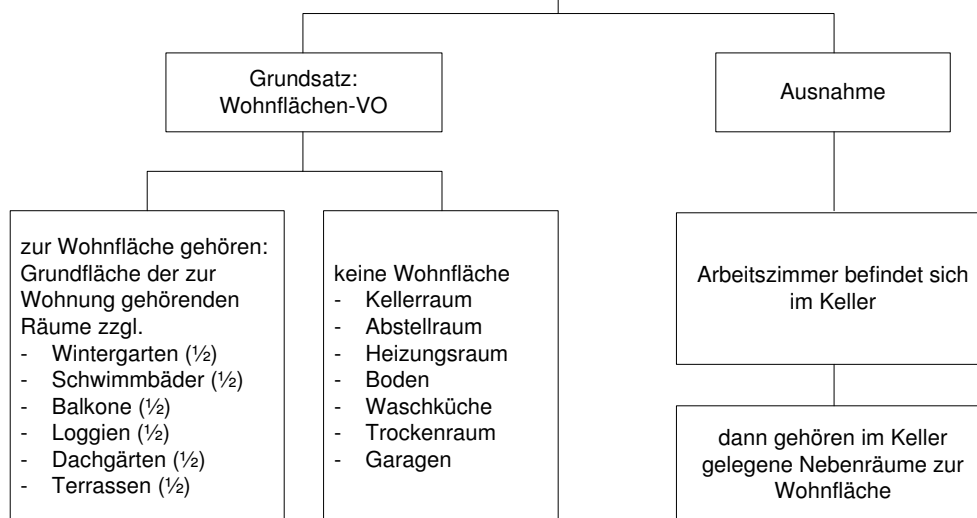 Grundsatz:
Wohnflächen-VO
Ausnahme
zur Wohnfläche gehören:
Grundfläche der zur
Wohnung gehörenden
Räume zzgl.
- Wintergarten (½)
- Schwimmbäder (½)
- Balkone (½)
- Loggien (½)
- Dachgärten (½)
- Terrassen (½)
keine Wohnfläche
- Kellerraum
- Abstellraum
- Heizungsraum
- Boden
- Waschküche
- Trockenraum
- Garagen
Arbeitszimmer befindet sich
im Keller
dann gehören im Keller
gelegene Nebenräume zur
Wohnfläche